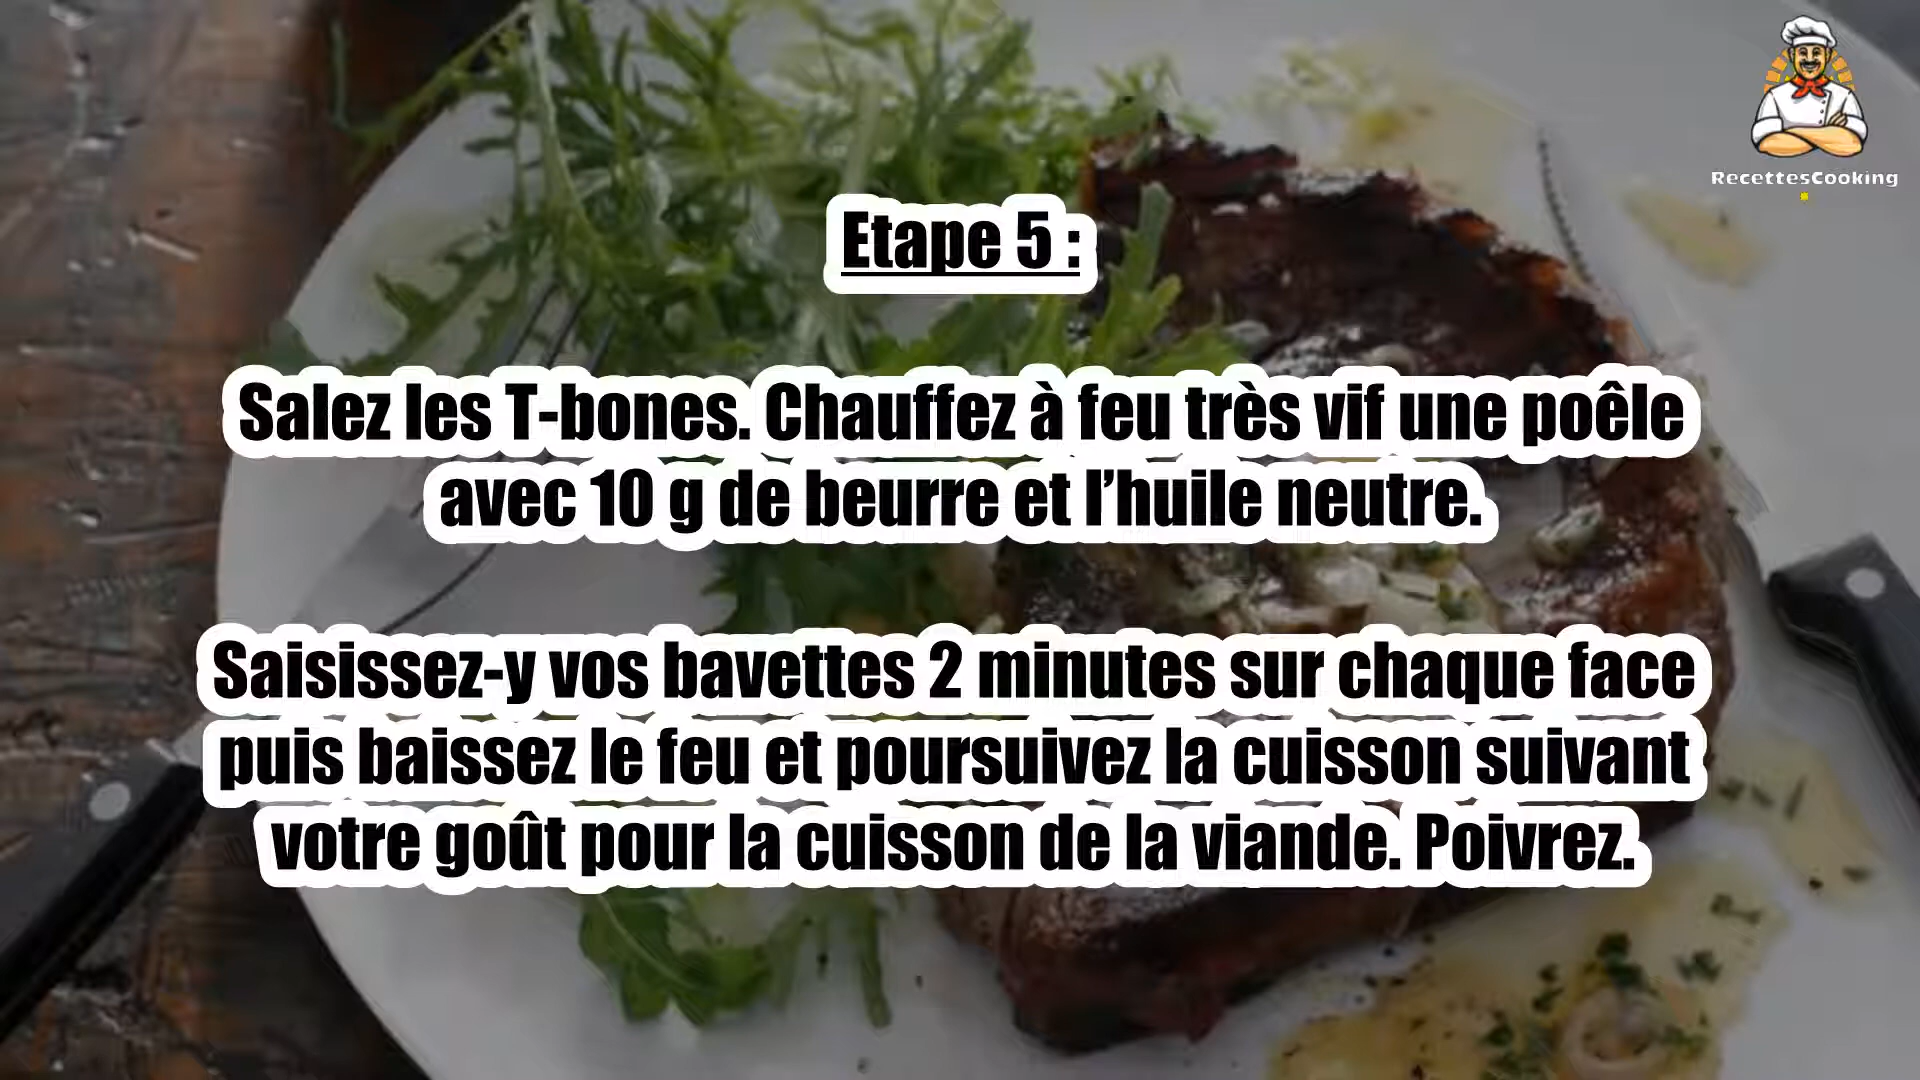 RecettesCooking
Etape 5 :
Salez les T-bones. Chauffez à feu très vif une poêle
avec 10 g de beurre et l’huile neutre.
Saisissez-y vos bavettes 2 minutes sur chaque face
puis baissez le feu et poursuivez la cuisson suivant
votre goût pour la cuisson de la viande. Poivrez.